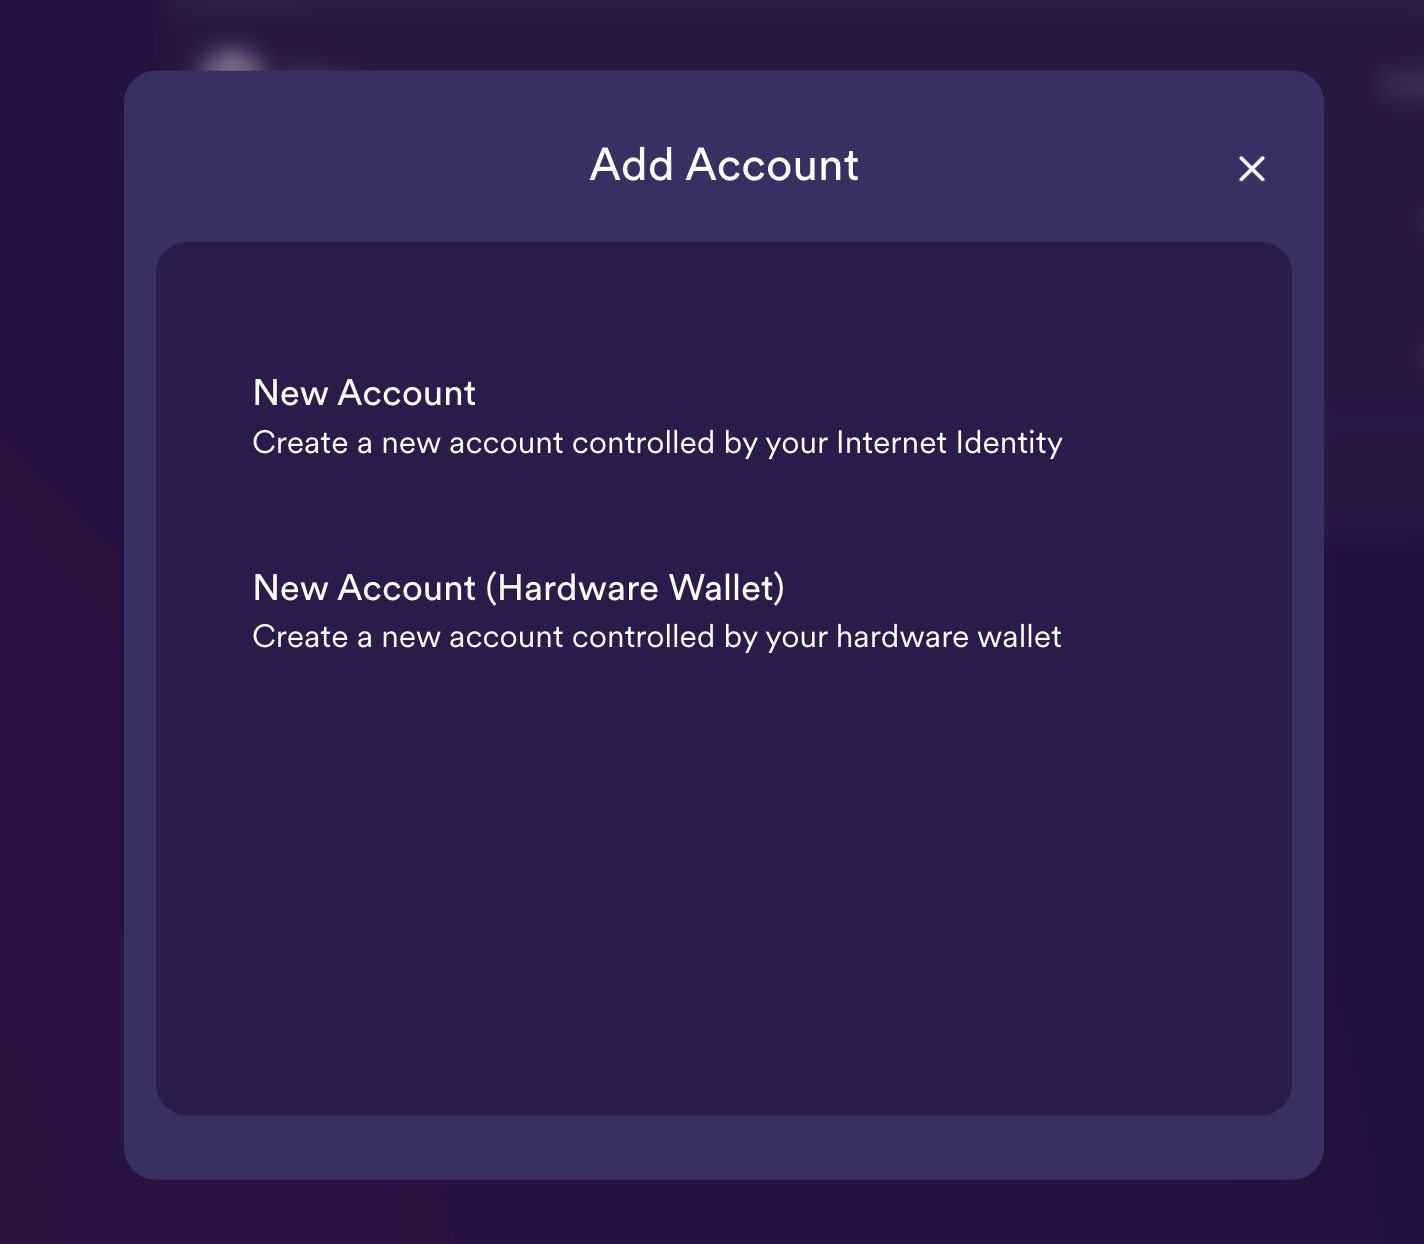 Add Account
New Account
Create a new account controlled by your Internet Identity
New Account (Hardware Wallet)
Create a new account controlled by your hardware wallet